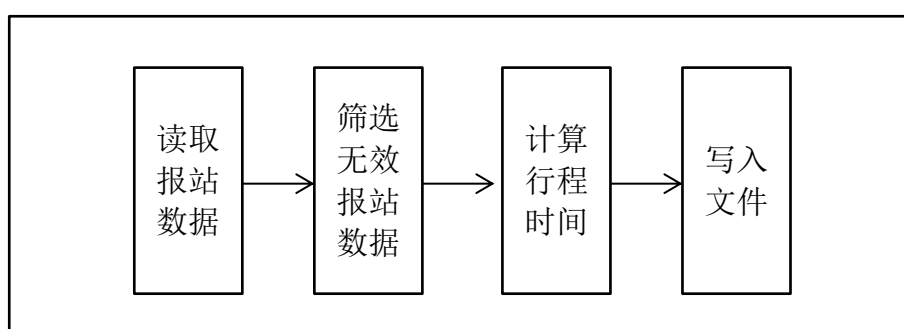 读取
报站
数据
筛选
无效
报站
数据
计算
行程
时间
写入
文件